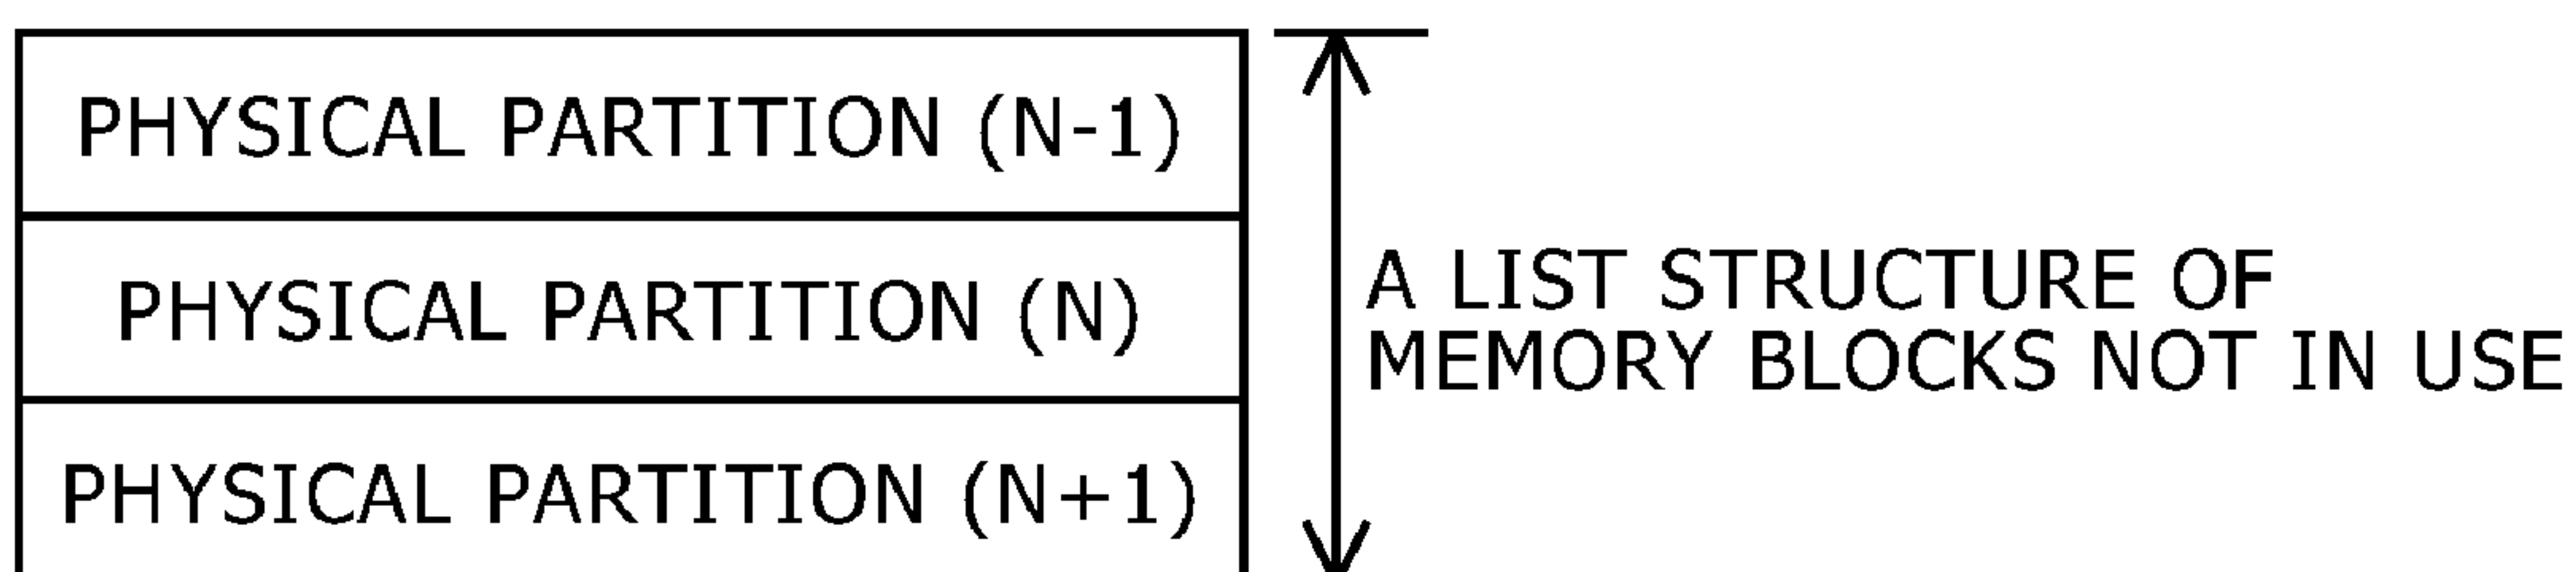 PHYSICAL PARTITION (N-1)
PHYSICAL PARTITION (N)
PHYSICAL PARTITION (N+1)
A LIST STRUCTURE OF
MEMORY BLOCKS NOT IN USE